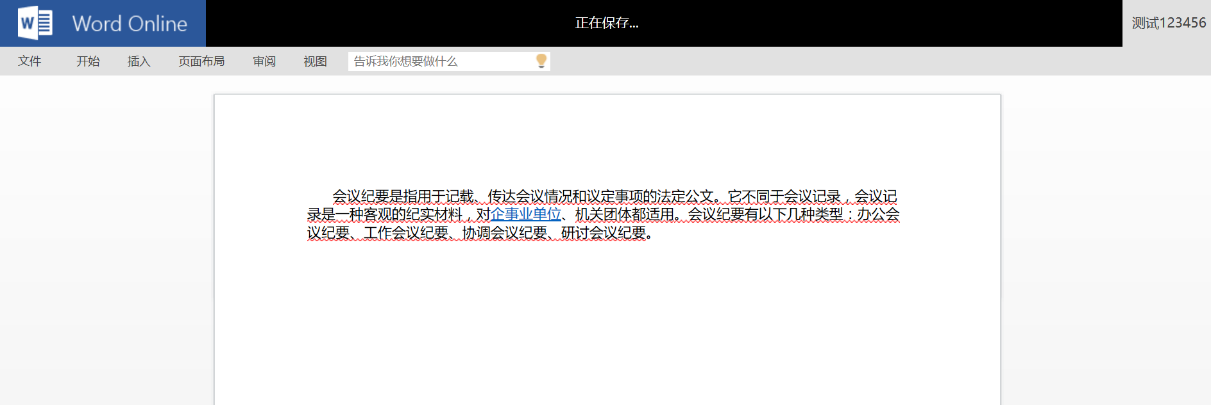 Word Online
正在保存...
测试123456
文件 开始 插入 页面布局 审阅 视图 告诉我你想要做什么
会议纪要是指用于记载、传达会议情况和议定事项的法定公文。它不同于会议记录，会议记
录是一种客观的纪实材料，对企事业单位、机关团体都适用。会议纪要有以下几种类型：办公会
议纪要、工作会议纪要、协调会议纪要、研讨会议纪要。